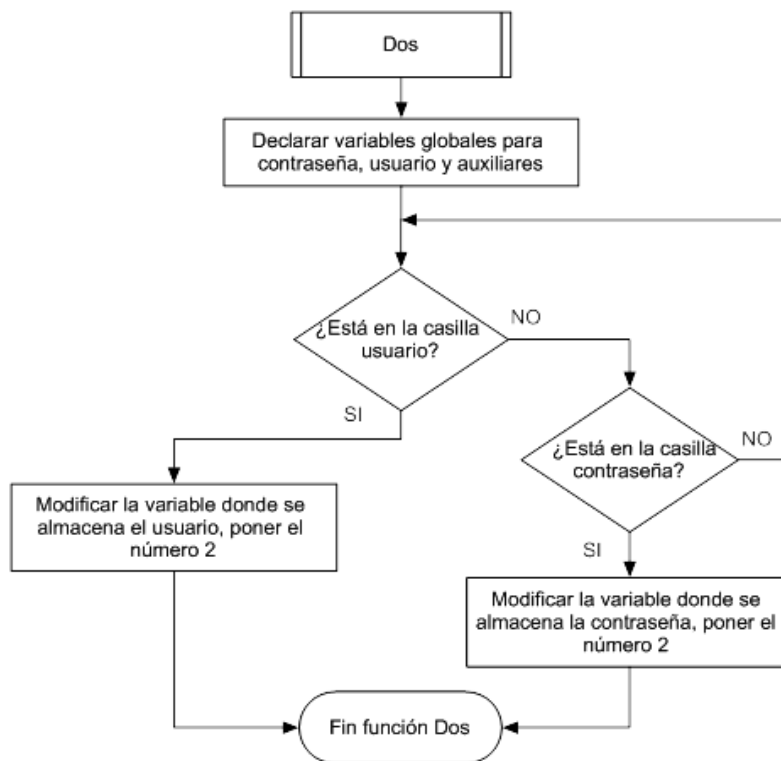 Dos
Declarar variables globales para
contraseña, usuario y auxiliares
¿Está en la casilla
usuario?
NO
SI
¿Está en la casilla
contraseña?
NO
Modificar la variable donde se
almacena el usuario, poner el
número 2
SI
Modificar la variable donde se
almacena la contraseña, poner el
número 2
Fin función Dos